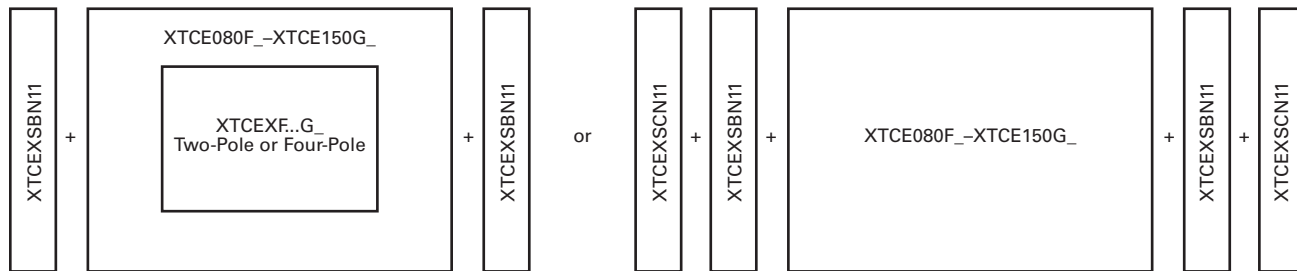 XTCEXSBN11
+
XTCE080F_–XTCE150G_
XTCEXF...G_
Two-Pole or Four-Pole
+
XTCEXSBN11
or
XTCEXSCN11
+
XTCEXSBN11
+
XTCE080F_–XTCE150G_
+
XTCEXSBN11
+
XTCEXSCN11